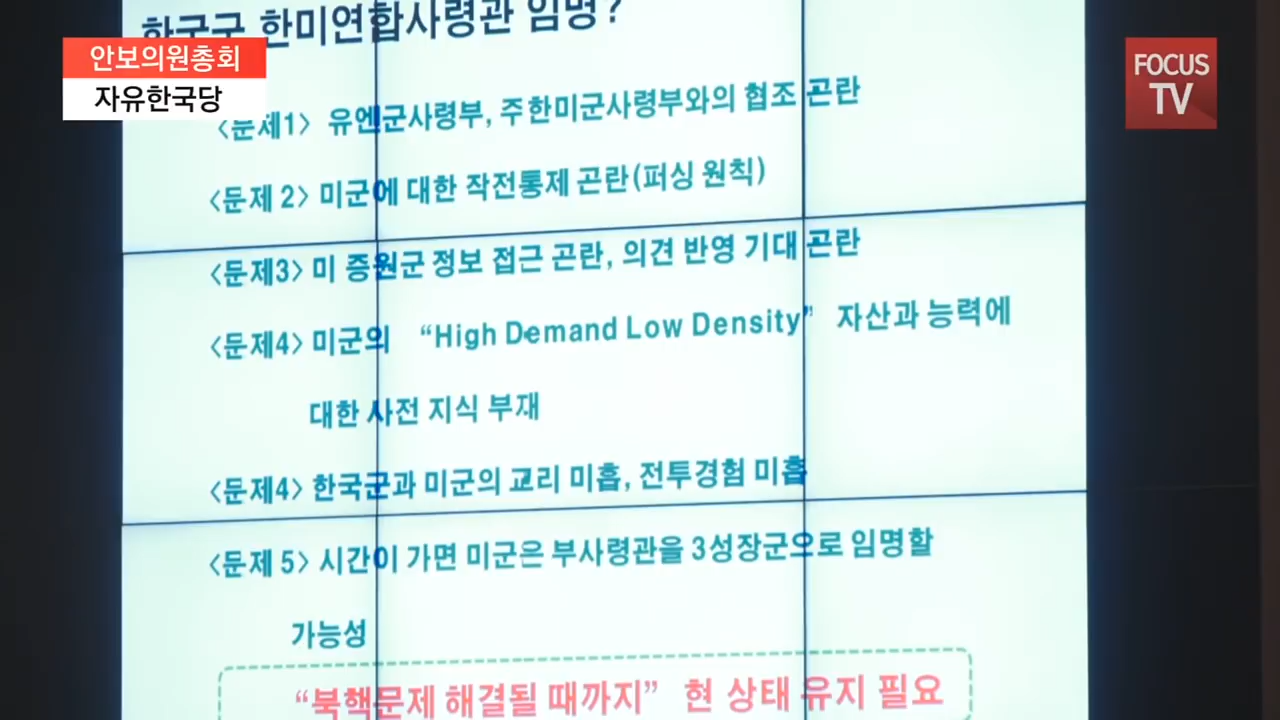 한국군 한미연합사령관 임명?
안보의원총회
자유한국당
FOCUS
TV
<문제1> 유엔군사령부, 주한미군사령부와의 협조 곤란
<문제 2> 미군에 대한 작전통제 곤란(퍼싱 원칙)
<문제3> 미 증원군 정보 접근 곤란, 의견 반영 기대 곤란
<문제4> 미군의 “High Demand Low Density” 자산과 능력에
대한 사전 지식 부재
<문제4> 한국군과 미군의 교리 미흡, 전투경험 미흡
<문제 5> 시간이 가면 미군은 부사령관을 3성장군으로 임명할
가능성
“북핵문제 해결될 때까지” 현 상태 유지 필요